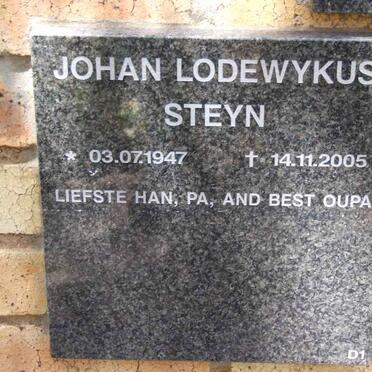 JOHAN LODEWYKUS
STEYN
* 03.07.1947 † 14.11.2005
LIEFSTE HAN, PA, AND BEST OUPA
D1